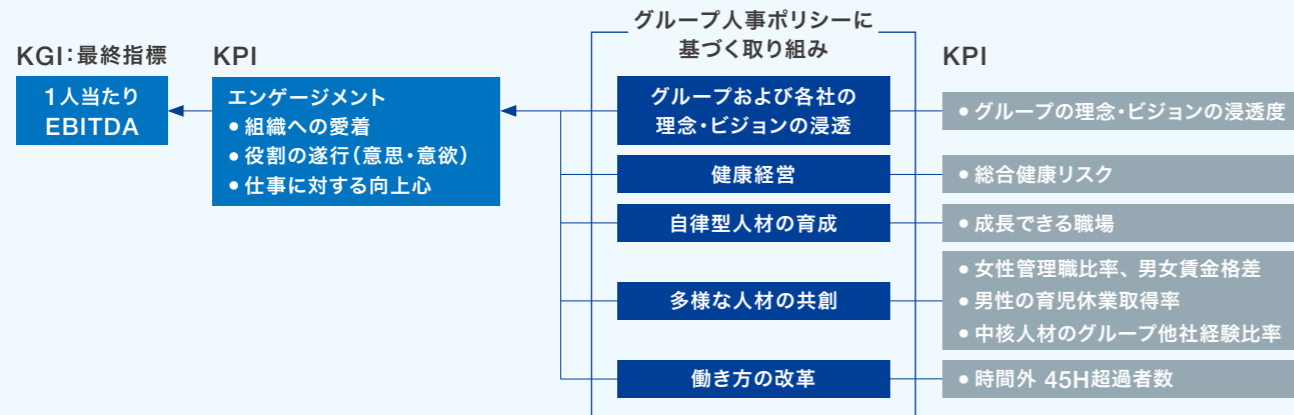 グループ人事ポリシーに
基づく取り組み
KGI：最終指標
KPI
KPI
1人当たり
EBITDA
エンゲージメント
● 組織への愛着
● 役割の遂行（意思・意欲）
● 仕事に対する向上心
グループおよび各社の
理念・ビジョンの浸透
● グループの理念・ビジョンの浸透度
健康経営
● 総合健康リスク
自律型人材の育成
● 成長できる職場
多様な人材の共創
● 女性管理職比率、男女賃金格差
● 男性の育児休業取得率
● 中核人材のグループ他社経験比率
働き方の改革
● 時間外 45H超過者数